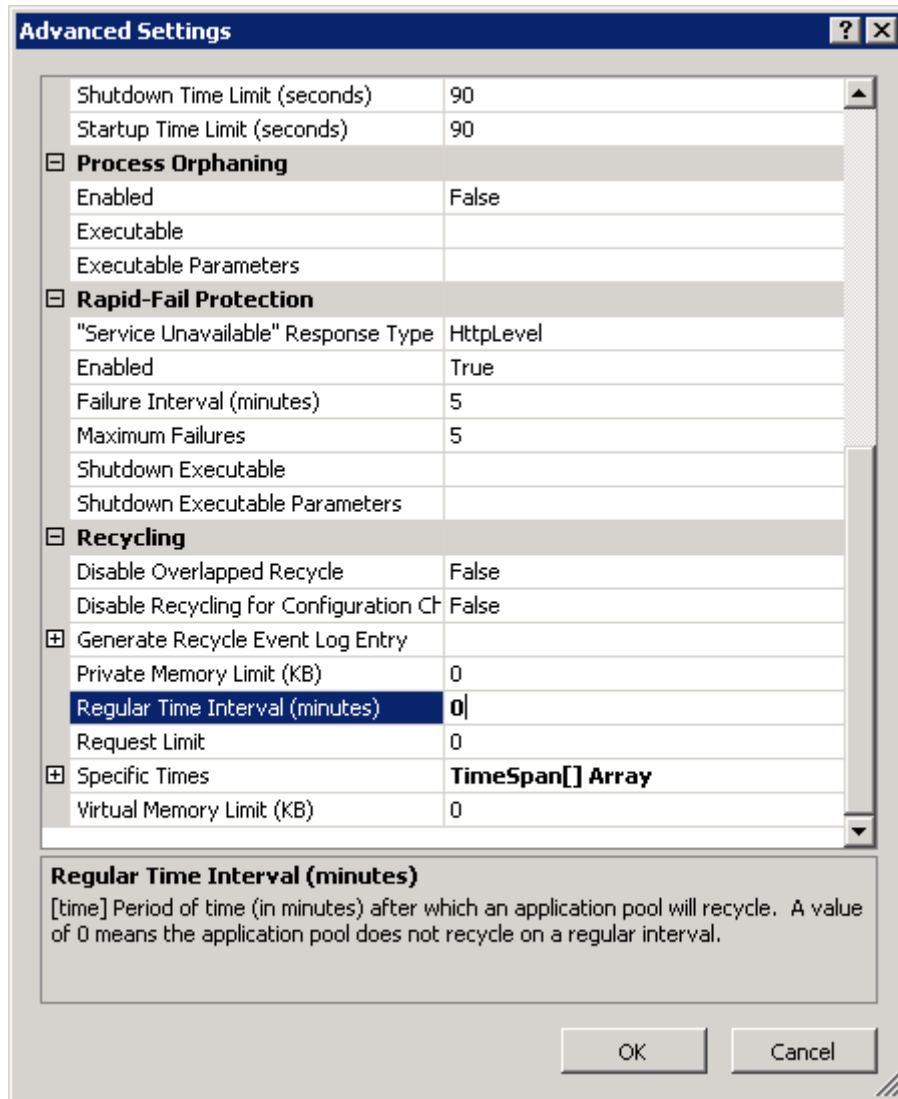 Advanced Settings
Shutdown Time Limit (seconds) 90
Startup Time Limit (seconds) 90
Process Orphaning
Enabled False
Executable
Executable Parameters
Rapid-Fail Protection
"Service Unavailable" Response Type HttpLevel
Enabled True
Failure Interval (minutes) 5
Maximum Failures 5
Shutdown Executable
Shutdown Executable Parameters
Recycling
Disable Overlapped Recycle False
Disable Recycling for Configuration Ch False
Generate Recycle Event Log Entry
Private Memory Limit (KB) 0
Regular Time Interval (minutes) 0
Request Limit 0
Specific Times TimeSpan[] Array
Virtual Memory Limit (KB) 0
Regular Time Interval (minutes)
[time] Period of time (in minutes) after which an application pool will recycle. A value
of 0 means the application pool does not recycle on a regular interval.
OK Cancel